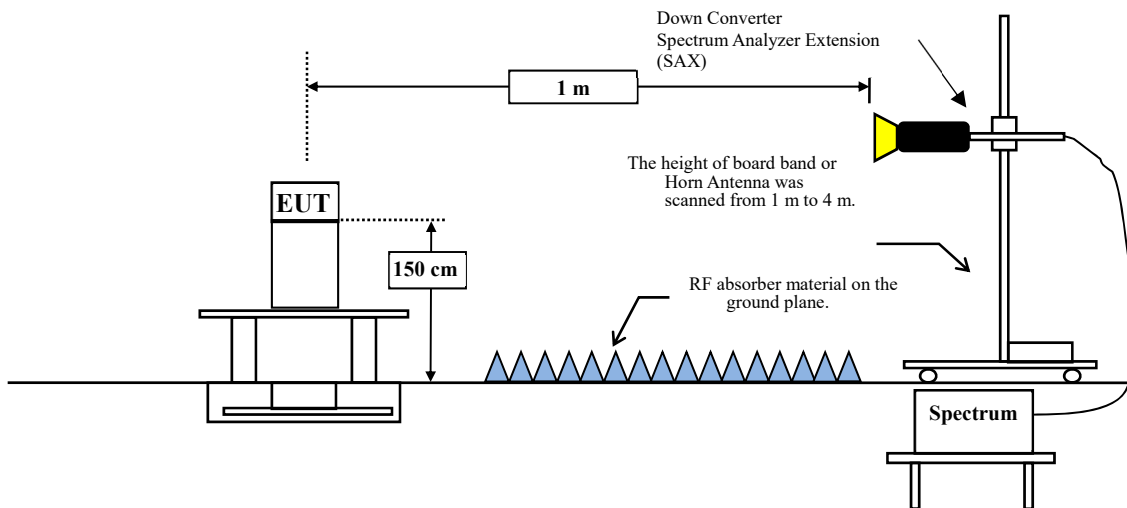 Down Converter
Spectrum Analyzer Extension
(SAX)
1 m
The height of board band or
Horn Antenna was
scanned from 1 m to 4 m.
EUT
150 cm
RF absorber material on the
ground plane.
Spectrum